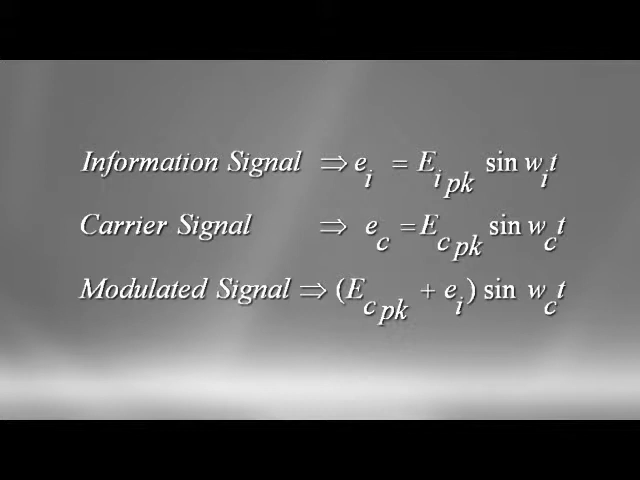 Information Signal ⇒ e_i = E_i pk sin w_i t
Carrier Signal ⇒ e_c = E_c pk sin w_c t
Modulated Signal ⇒ (E_c pk + e_i) sin w_c t